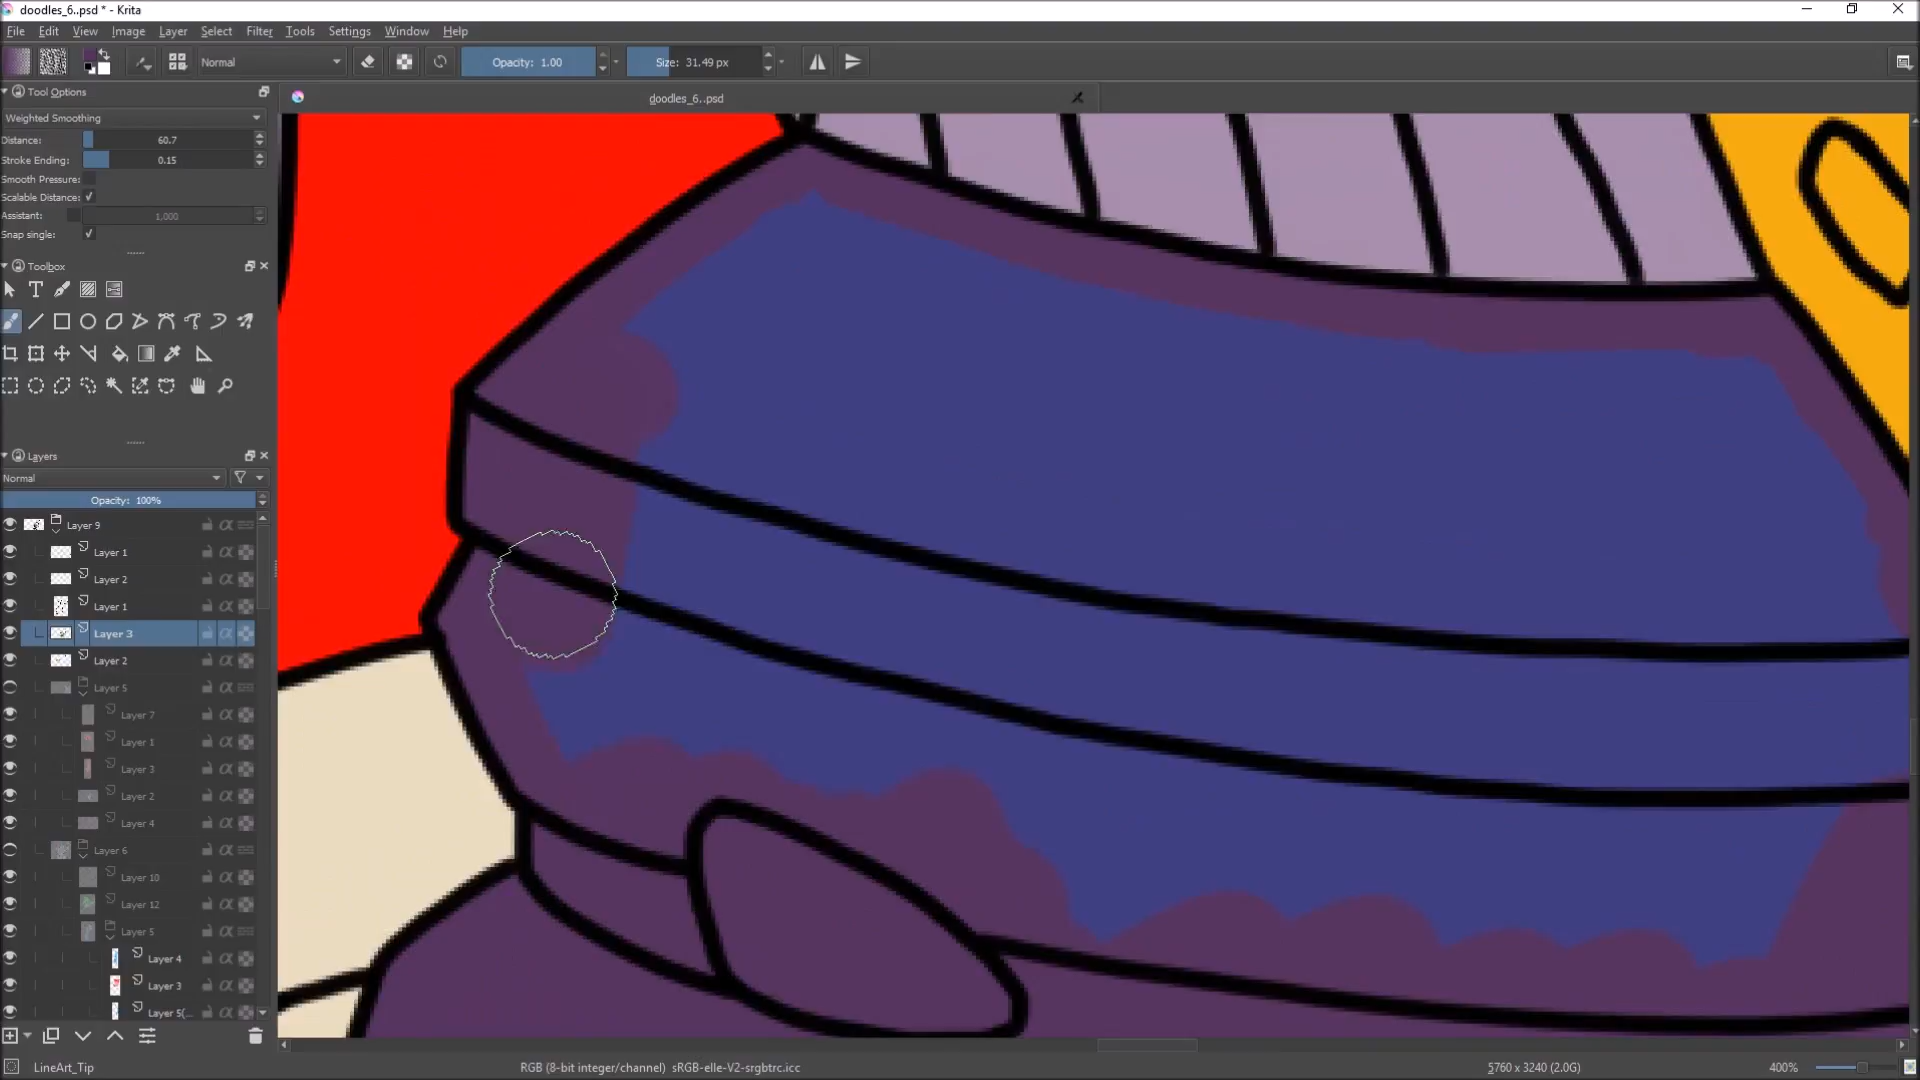 doodles_6..psd * - Krita
File Edit View Image Layer Select Filter Tools Settings Window Help
Normal Opacity: 1.00 Size: 31.49 px
Tool Options doodles_6..psd
Weighted Smoothing
Distance: 60.7
Stroke Ending: 0.15
Smooth Pressure:
Scalable Distance:
Assistant: 1,000
Snap single:
Toolbox
Layers
Normal
Opacity: 100%
Layer 9
Layer 1
Layer 2
Layer 1
Layer 3
Layer 2
Layer 5
Layer 7
Layer 1
Layer 3
Layer 2
Layer 4
Layer 6
Layer 10
Layer 12
Layer 5
Layer 4
Layer 3
Layer 5(...
LineArt_Tip RGB (8-bit integer/channel) sRGB-elle-V2-srgbtrc.icc 5760 x 3240 (2.0G) 400%